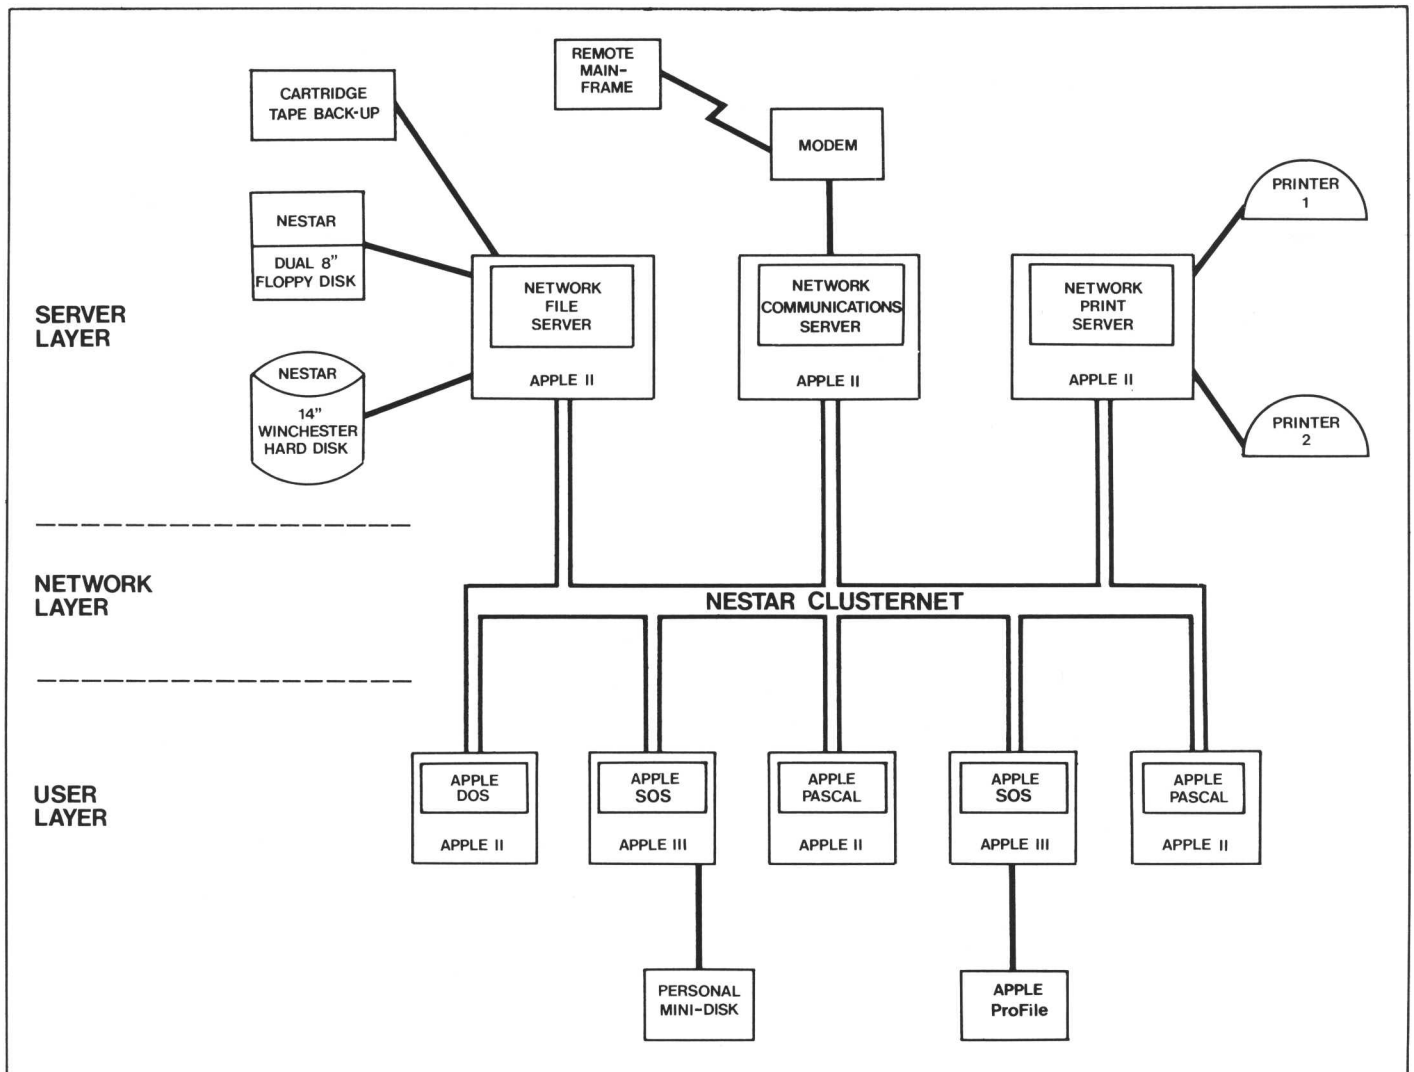 REMOTE
MAIN-
FRAME
CARTRIDGE
TAPE BACK-UP
MODEM
PRINTER
1
NESTAR
DUAL 8"
FLOPPY DISK
NETWORK
FILE
SERVER
APPLE II
NETWORK
COMMUNICATIONS
SERVER
APPLE II
NETWORK
PRINT
SERVER
APPLE II
SERVER
LAYER
NESTAR
14"
WINCHESTER
HARD DISK
PRINTER
2
NETWORK
LAYER
NESTAR CLUSTERNET
USER
LAYER
APPLE
DOS
APPLE II
APPLE
SOS
APPLE III
APPLE
PASCAL
APPLE II
APPLE
SOS
APPLE III
APPLE
PASCAL
APPLE II
PERSONAL
MINI-DISK
APPLE
ProFile